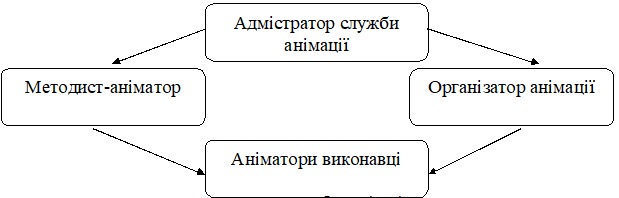 Адмістратор служби
анімації
Методист-аніматор
Організатор анімації
Аніматори виконавці